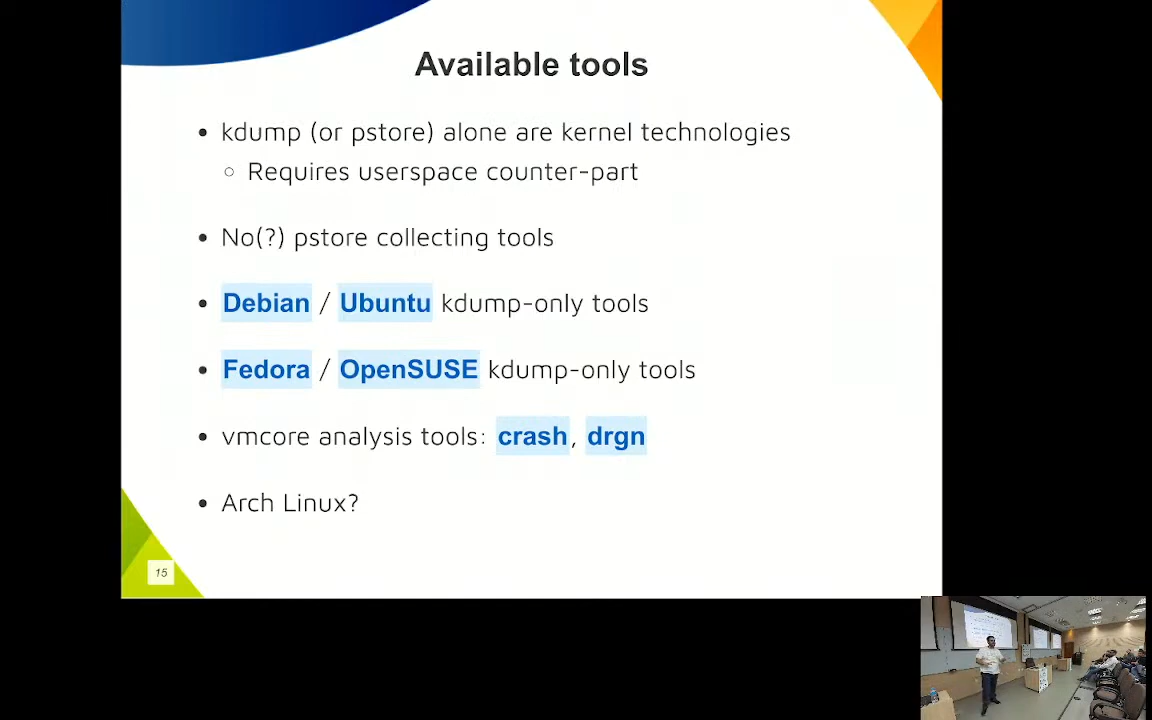 Available tools
kdump (or pstore) alone are kernel technologies
Requires userspace counter-part
No(?) pstore collecting tools
Debian / Ubuntu kdump-only tools
Fedora / OpenSUSE kdump-only tools
vmcore analysis tools: crash, drgn
Arch Linux?
15